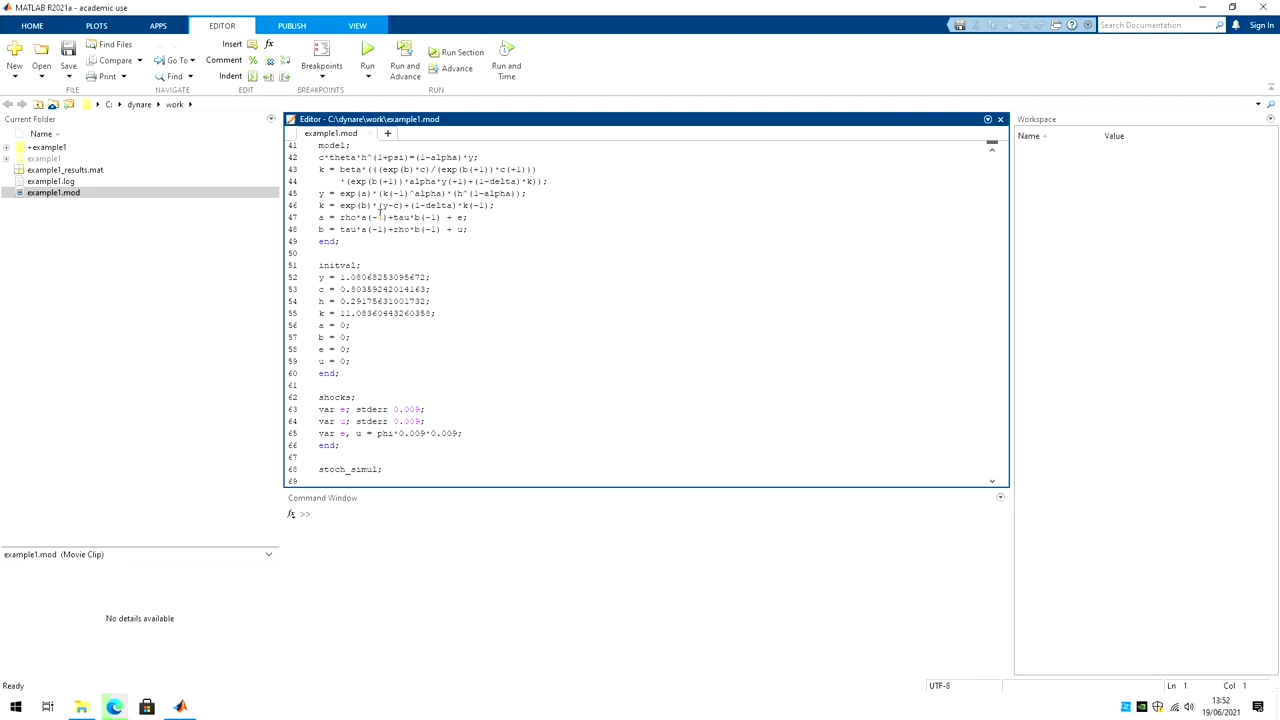 MATLAB R2021a - academic use
HOME PLOTS APPS EDITOR PUBLISH VIEW Search Documentation Sign In
New Open Save Find Files Compare Print
Go To Find
Insert fx
Comment %
Indent
Breakpoints
Run
Run and Advance
Run Section
Advance
Run and Time
FILE NAVIGATE EDIT BREAKPOINTS RUN
C: dynare work
Current Folder
Name
+example1
example1
example1_results.mat
example1.log
example1.mod
example1.mod (Movie Clip)
No details available
Editor - C:\dynare\work\example1.mod
example1.mod
41 model;
42 c*theta*h^(1+psi)=(1-alpha)*y;
43 k = beta*(((exp(b)*c)/(exp(b(+1))*c(+1)))
44 *(exp(b(+1))*alpha*y(+1)+(1-delta)*k));
45 y = exp(a)*(k(-1)^alpha)*(h^(1-alpha));
46 k = exp(b)*(y-c)+(1-delta)*k(-1);
47 a = rho*a(-1)+tau*b(-1) + e;
48 b = tau*a(-1)+rho*b(-1) + u;
49 end;
50
51 initval;
52 y = 1.08068253095672;
53 c = 0.80359242014163;
54 h = 0.29175631001732;
55 k = 11.08360443260358;
56 a = 0;
57 b = 0;
58 e = 0;
59 u = 0;
60 end;
61
62 shocks;
63 var e; stderr 0.009;
64 var u; stderr 0.009;
65 var e, u = phi*0.009*0.009;
66 end;
67
68 stoch_simul;
69
Command Window
fx >>
Workspace
Name Value
Ready UTF-8 Ln 1 Col 1
13:52
19/06/2021